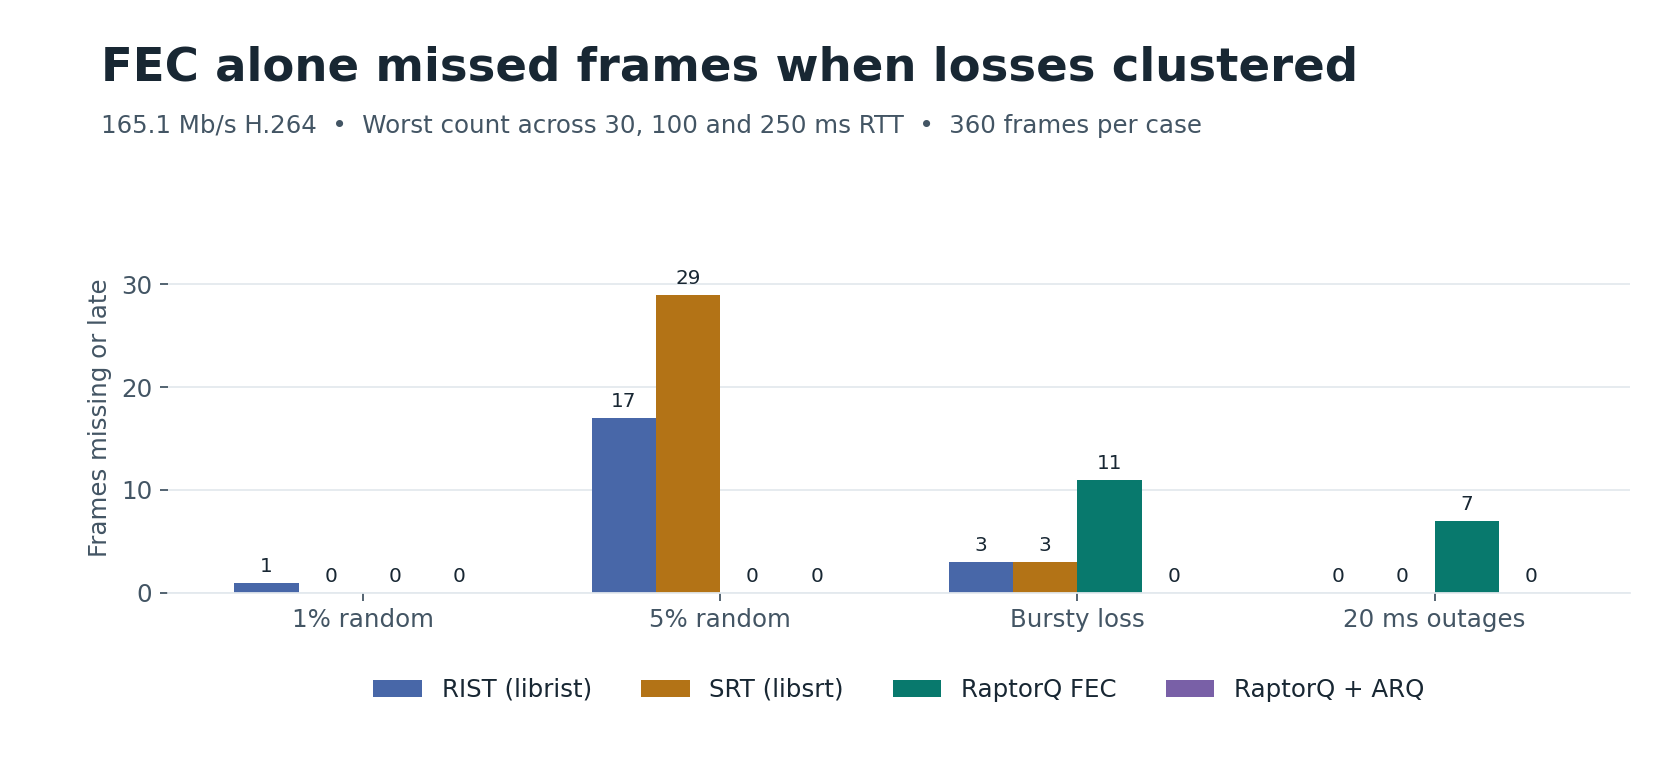 FEC alone missed frames when losses clustered
165.1 Mb/s H.264 • Worst count across 30, 100 and 250 ms RTT • 360 frames per case
Frames missing or late
30
20
10
0
1 0 0 0
17 29 0 0
3 3 11 0
0 0 7 0
1% random 5% random Bursty loss 20 ms outages
RIST (librist) SRT (libsrt) RaptorQ FEC RaptorQ + ARQ